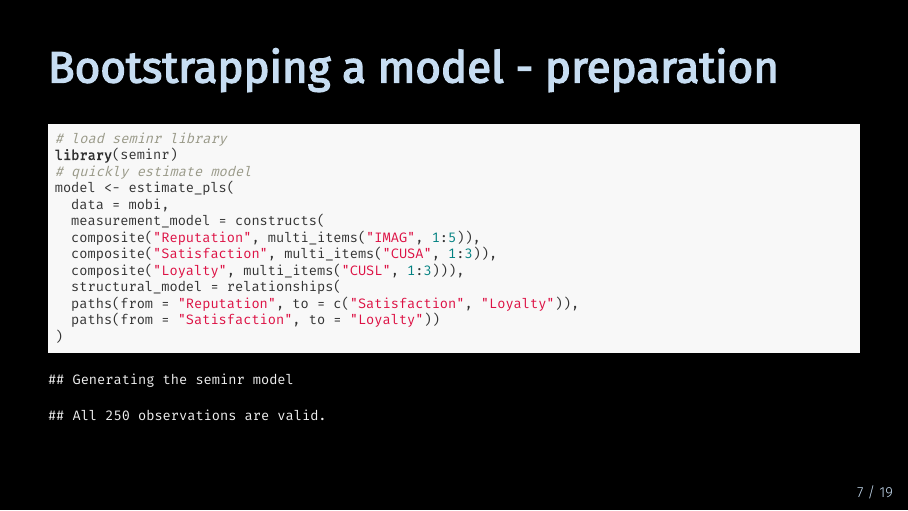 Bootstrapping a model - preparation
# load seminr library
library(seminr)
# quickly estimate model
model <- estimate_pls(
  data = mobi,
  measurement_model = constructs(
  composite("Reputation", multi_items("IMAG", 1:5)),
  composite("Satisfaction", multi_items("CUSA", 1:3)),
  composite("Loyalty", multi_items("CUSL", 1:3))),
  structural_model = relationships(
  paths(from = "Reputation", to = c("Satisfaction", "Loyalty")),
  paths(from = "Satisfaction", to = "Loyalty"))
)
## Generating the seminr model
## All 250 observations are valid.
7 / 19